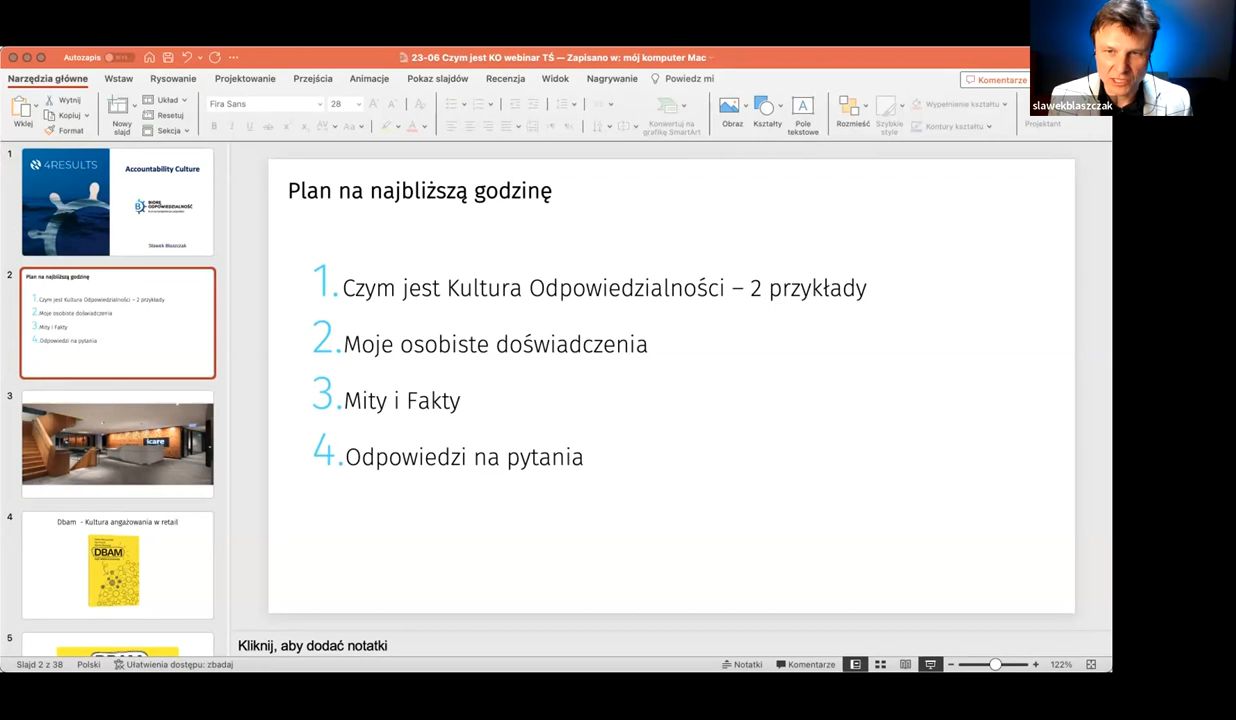 Autozapis
23-06 Czym jest KO webinar TŚ — Zapisano w: mój komputer Mac
Narzędzia główne Wstaw Rysowanie Projektowanie Przejścia Animacje Pokaz slajdów Recenzja Widok Nagrywanie Powiedz mi
Komentarze
slawekblaszczak
Wklej
Wytnij
Kopiuj
Format
Nowy slajd
Układ
Resetuj
Sekcja
Fira Sans 28
Konwertuj na grafikę SmartArt
Obraz
Kształty
Pole tekstowe
Rozmieść
Szybkie style
Wypełnienie kształtu
Kontury kształtu
Projektant
1
4RESULTS
Accountability Culture
BIORĘ
ODPOWIEDZIALNOŚĆ
Sławek Błaszczak
2
Plan na najbliższą godzinę
1.Czym jest Kultura Odpowiedzialności – 2 przykłady
2.Moje osobiste doświadczenia
3.Mity i Fakty
4.Odpowiedzi na pytania
3
icare
4
Dbam - Kultura angażowania w retail
DBAM
5
Plan na najbliższą godzinę
1.Czym jest Kultura Odpowiedzialności – 2 przykłady
2.Moje osobiste doświadczenia
3.Mity i Fakty
4.Odpowiedzi na pytania
Kliknij, aby dodać notatki
Slajd 2 z 38 Polski Ułatwienia dostępu: zbadaj
Notatki Komentarze 122%